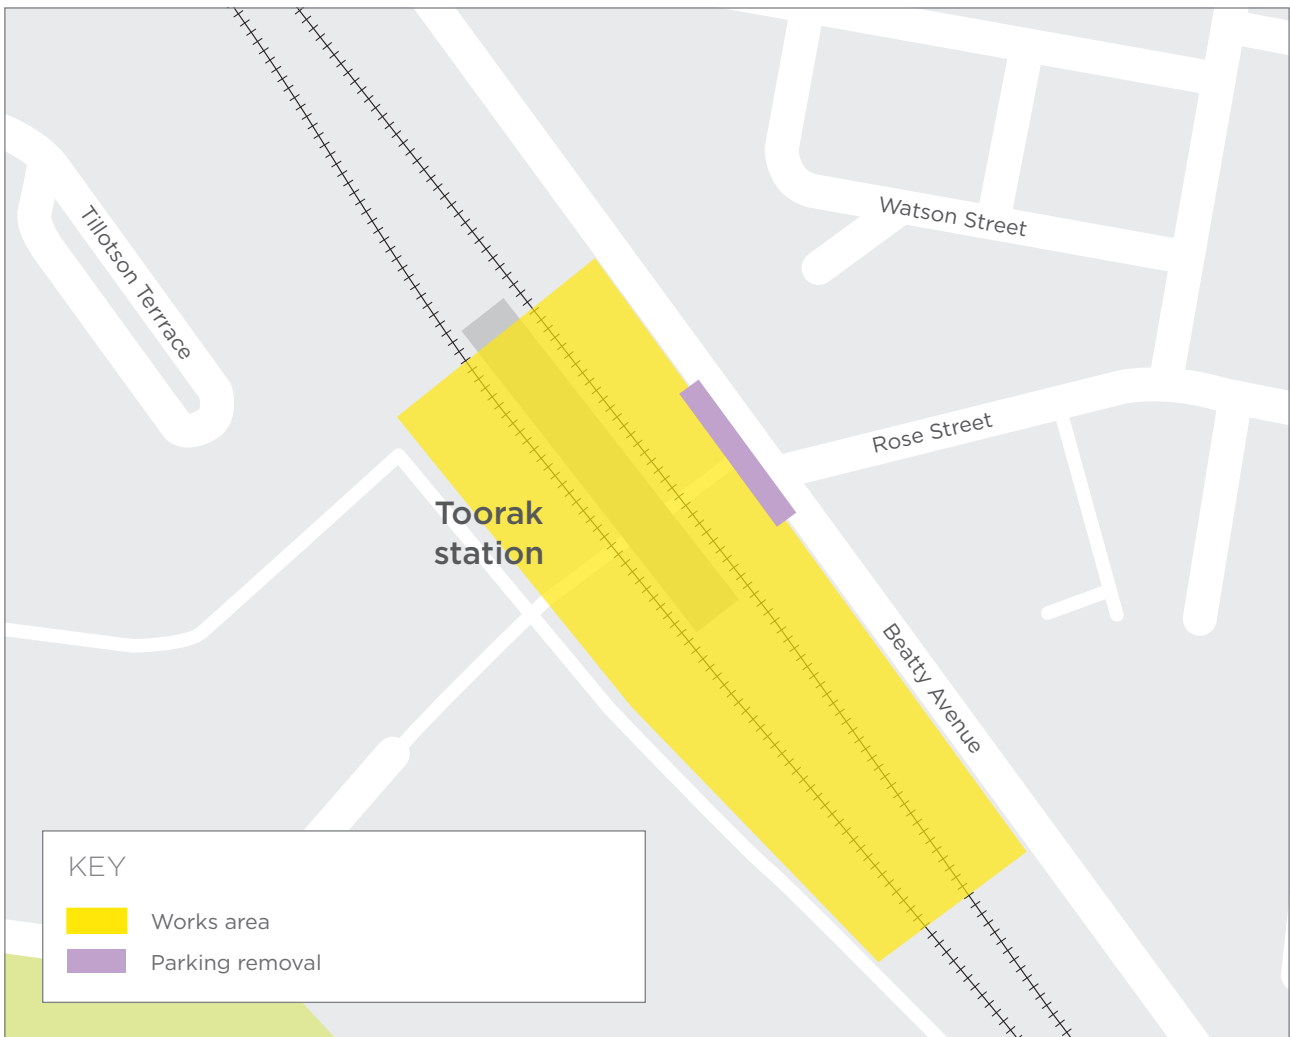 Watson Street
Tillotson Terrrace
Rose Street
Toorak
station
Beatty Avenue
KEY
Works area
Parking removal